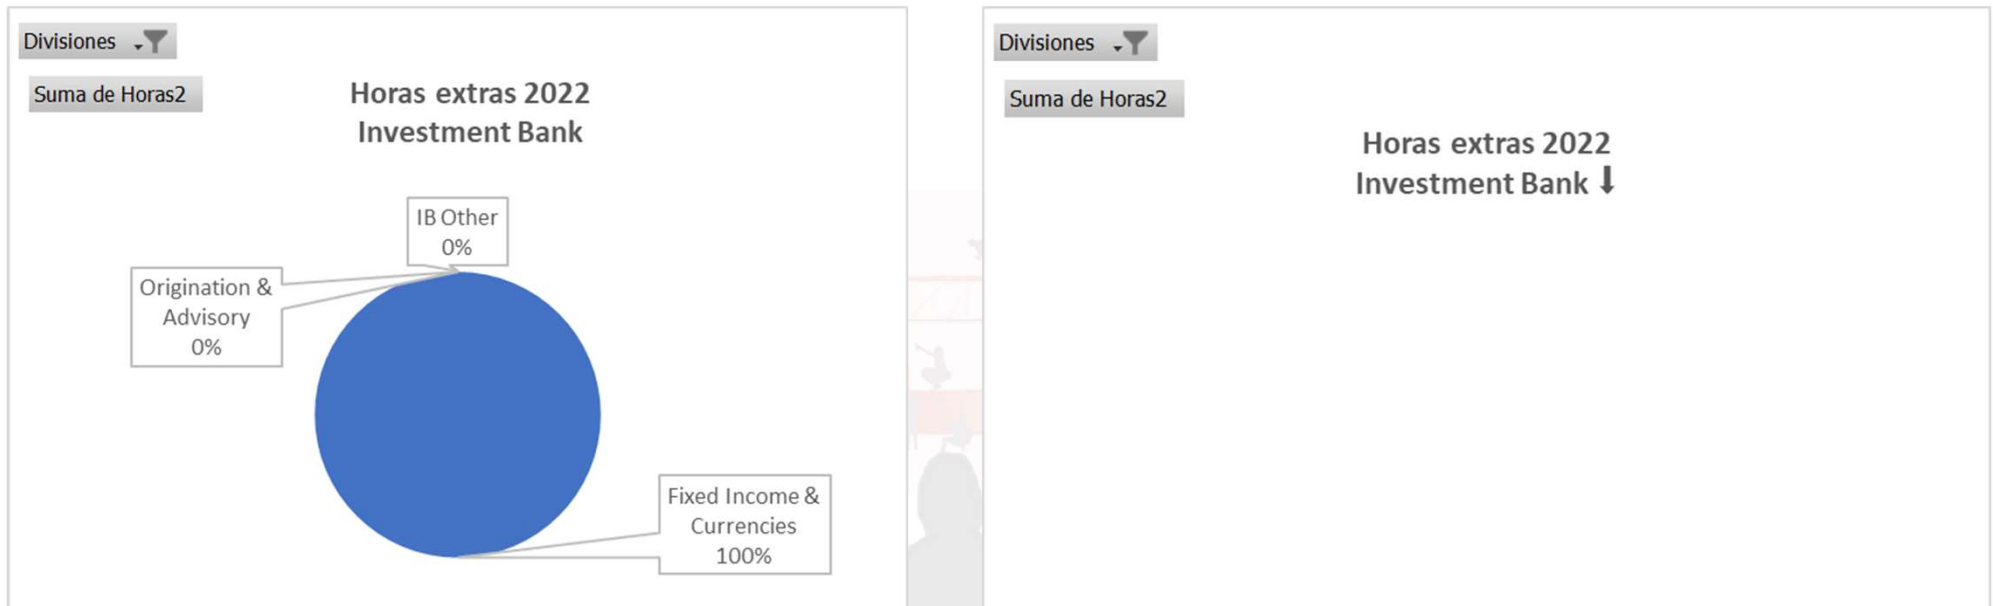 Divisiones
Suma de Horas2
Horas extras 2022
Investment Bank
IB Other
0%
Origination &
Advisory
0%
Fixed Income &
Currencies
100%
Divisiones
Suma de Horas2
Horas extras 2022
Investment Bank ⬇